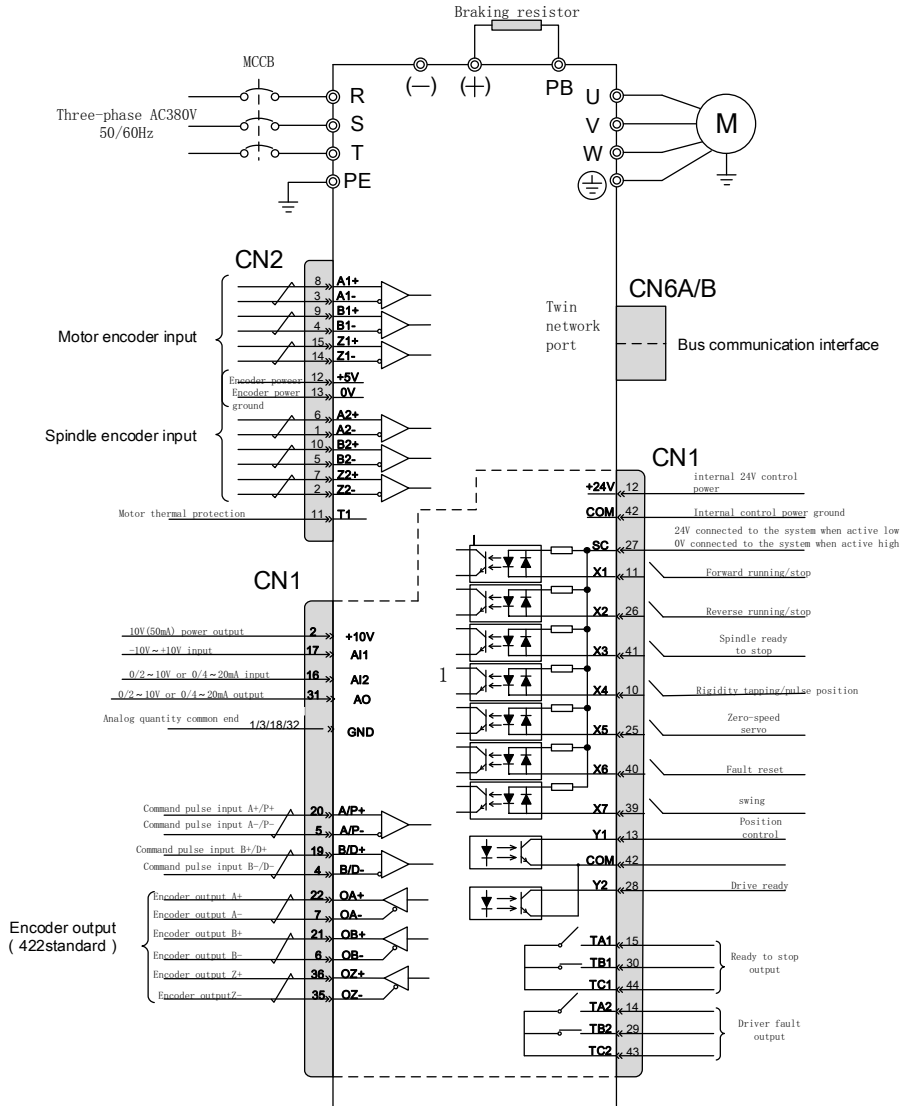 Braking resistor
MCCB
(—) (+) PB
Three-phase AC380V
50/60Hz
R
S
T
PE
U
V
W
M
CN2
8 A1+
3 A1-
9 B1+
4 B1-
15 Z1+
14 Z1-
Motor encoder input
Encoder poweer 12 +5V
Encoder power
ground
13 0V
6 A2+
1 A2-
10 B2+
5 B2-
7 Z2+
2 Z2-
Spindle encoder input
Motor thermal protection 11 T1
CN6A/B
Twin
network
port
Bus communication interface
CN1
10V(50mA) power output 2 +10V
-10V~+10V input 17 AI1
0/2~10V or 0/4~20mA input 16 AI2
0/2~10V or 0/4~20mA output 31 AO
Analog quantity common end 1/3/18/32 GND
Command pulse input A+/P+ 20 A/P+
Command pulse input A-/P- 5 A/P-
Command pulse input B+/D+ 19 B/D+
Command pulse input B-/D- 4 B/D-
Encoder output
( 422standard )
Encoder output A+ 22 OA+
Encoder output A- 7 OA-
Encoder output B+ 21 OB+
Encoder output B- 6 OB-
Encoder output Z+ 36 OZ+
Encoder outputZ- 35 OZ-
CN1
+24V 12 internal 24V control
power
COM 42 Internal control power ground
24V connected to the system when active low
SC 27 0V connected to the system when active high
X1 11 Forward running/stop
X2 26 Reverse running/stop
X3 41 Spindle ready
to stop
1
X4 10 Rigidity tapping/pulse position
X5 25 Zero-speed
servo
X6 40 Fault reset
X7 39 swing
Y1 13 Position
control
COM 42
Y2 28 Drive ready
TA1 15
TB1 30
TC1 44
Ready to stop
output
TA2 14
TB2 29
TC2 43
Driver fault
output